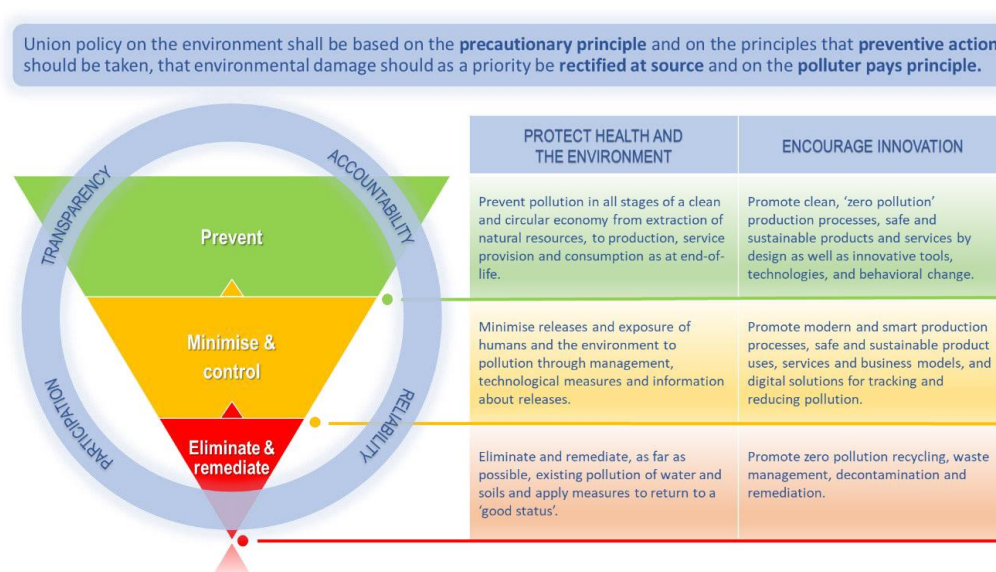 Union policy on the environment shall be based on the precautionary principle and on the principles that preventive action
should be taken, that environmental damage should as a priority be rectified at source and on the polluter pays principle.
TRANSPARENCY
ACCOUNTABILITY
PARTICIPATION
RELIABILITY
Prevent
Minimise &
control
Eliminate &
remediate
PROTECT HEALTH AND
THE ENVIRONMENT
ENCOURAGE INNOVATION
Prevent pollution in all stages of a clean
and circular economy from extraction of
natural resources, to production, service
provision and consumption as at end-of-
life.
Promote clean, ‘zero pollution’
production processes, safe and
sustainable products and services by
design as well as innovative tools,
technologies, and behavioral change.
Minimise releases and exposure of
humans and the environment to
pollution through management,
technological measures and information
about releases.
Promote modern and smart production
processes, safe and sustainable product
uses, services and business models, and
digital solutions for tracking and
reducing pollution.
Eliminate and remediate, as far as
possible, existing pollution of water and
soils and apply measures to return to a
‘good status’.
Promote zero pollution recycling, waste
management, decontamination and
remediation.